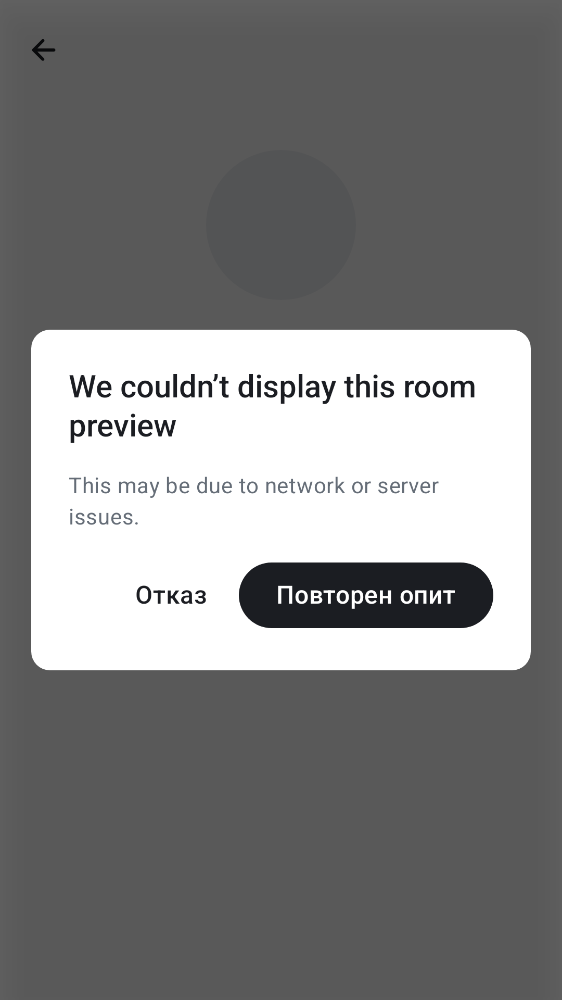 We couldn’t display this room
preview
This may be due to network or server
issues.
Отказ
Повторен опит